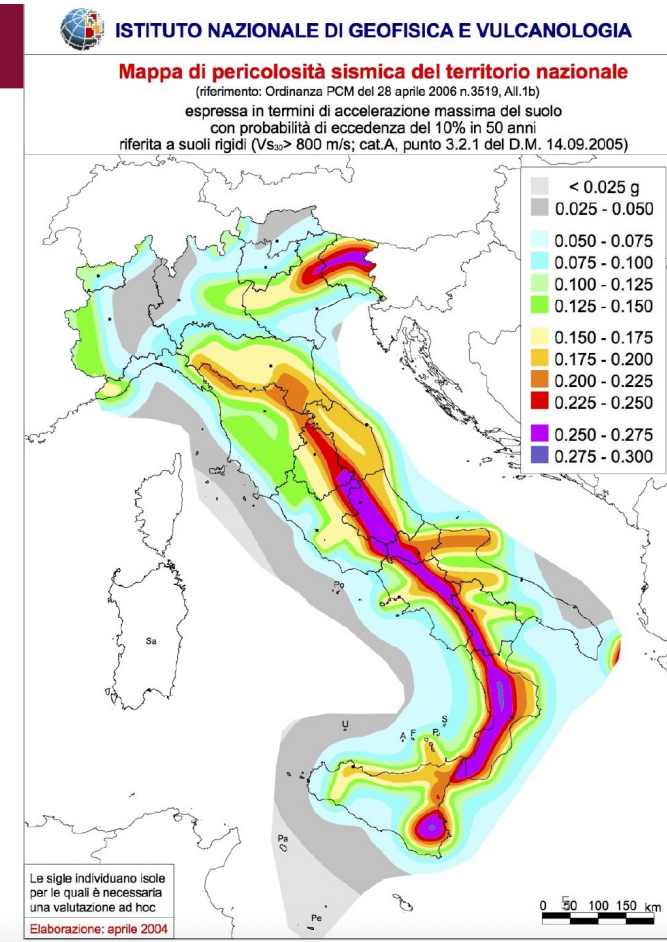 ISTITUTO NAZIONALE DI GEOFISICA E VULCANOLOGIA
Mappa di pericolosità sismica del territorio nazionale
(riferimento: Ordinanza PCM del 28 aprile 2006 n.3519, All.1b)
espressa in termini di accelerazione massima del suolo
con probabilità di eccedenza del 10% in 50 anni
riferita a suoli rigidi (Vs30> 800 m/s; cat.A, punto 3.2.1 del D.M. 14.09.2005)
< 0.025 g
0.025 - 0.050
0.050 - 0.075
0.075 - 0.100
0.100 - 0.125
0.125 - 0.150
0.150 - 0.175
0.175 - 0.200
0.200 - 0.225
0.225 - 0.250
0.250 - 0.275
0.275 - 0.300
Po
Sa
U
A F P S
Pa
Pe
Le sigle individuano isole
per le quali è necessaria
una valutazione ad hoc
Elaborazione: aprile 2004
5
0 50 100 150 km